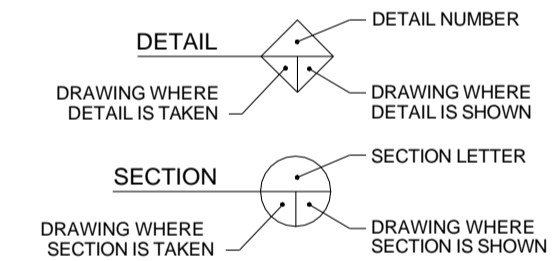 DETAIL NUMBER
DETAIL
DRAWING WHERE
DETAIL IS TAKEN
DRAWING WHERE
DETAIL IS SHOWN
SECTION LETTER
SECTION
DRAWING WHERE
SECTION IS TAKEN
DRAWING WHERE
SECTION IS SHOWN